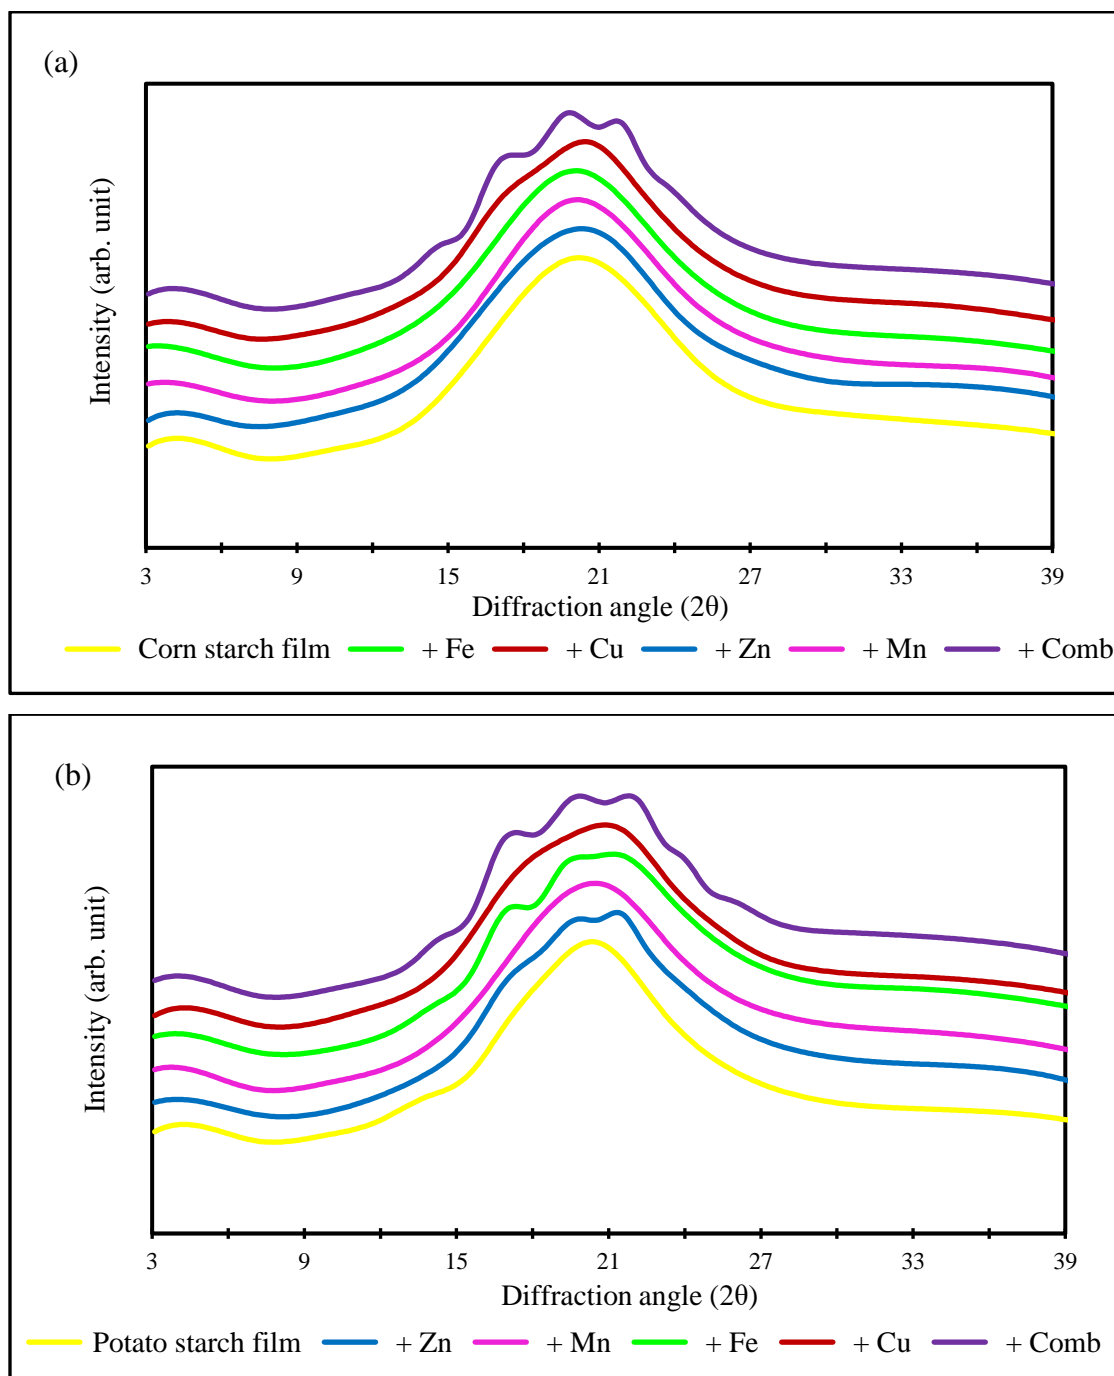 (a)
Intensity (arb. unit)
3 9 15 21 27 33 39
Diffraction angle (2θ)
Corn starch film + Fe + Cu + Zn + Mn + Comb
(b)
Intensity (arb. unit)
3 9 15 21 27 33 39
Diffraction angle (2θ)
Potato starch film + Zn + Mn + Fe + Cu + Comb